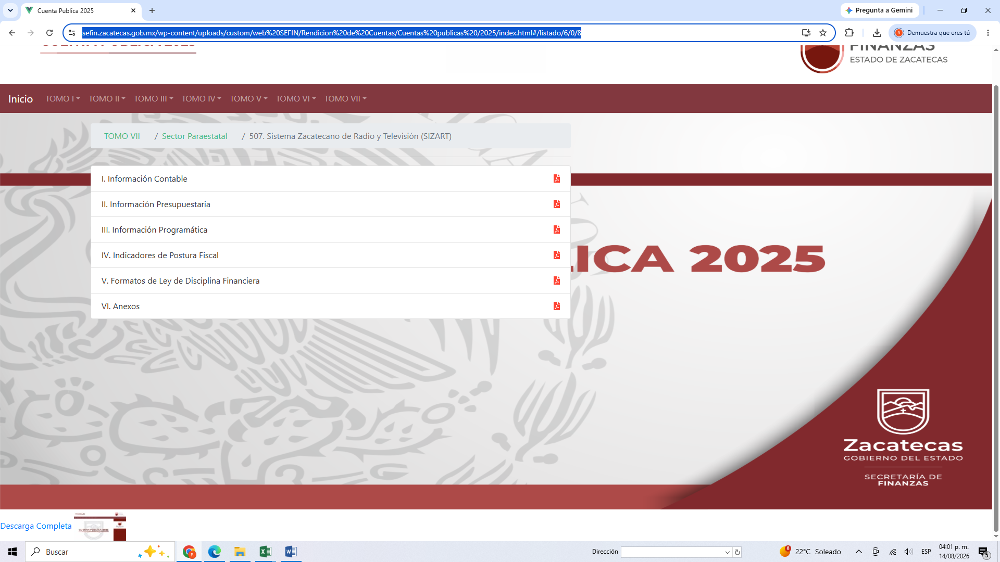 Cuenta Publica 2025
Pregunta a Gemini
sefin.zacatecas.gob.mx/wp-content/uploads/custom/web%20SEFIN/Rendicion%20de%20Cuentas/Cuentas%20publicas%20/2025/index.html#/listado/6/0/8
Demuestra que eres tú
FINANZAS
ESTADO DE ZACATECAS
Inicio TOMO I TOMO II TOMO III TOMO IV TOMO V TOMO VI TOMO VII
TOMO VII / Sector Paraestatal / 507. Sistema Zacatecano de Radio y Televisión (SIZART)
I. Información Contable
II. Información Presupuestaria
III. Información Programática
IV. Indicadores de Postura Fiscal
V. Formatos de Ley de Disciplina Financiera
VI. Anexos
LICA 2025
Zacatecas
GOBIERNO DEL ESTADO
SECRETARÍA DE
FINANZAS
Descarga Completa
Buscar
Dirección
8
22°C Soleado
ESP
04:01 p. m.
14/08/2026
5